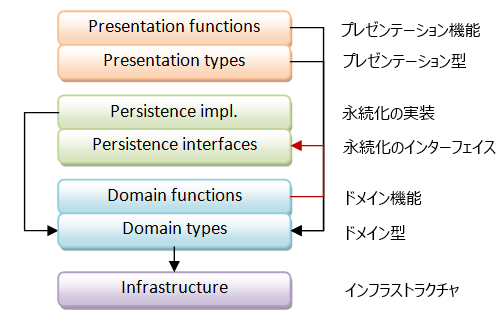 Presentation functions プレゼンテーション機能
Presentation types プレゼンテーション型
Persistence impl. 永続化の実装
Persistence interfaces 永続化のインターフェイス
Domain functions ドメイン機能
Domain types ドメイン型
Infrastructure インフラストラクチャ